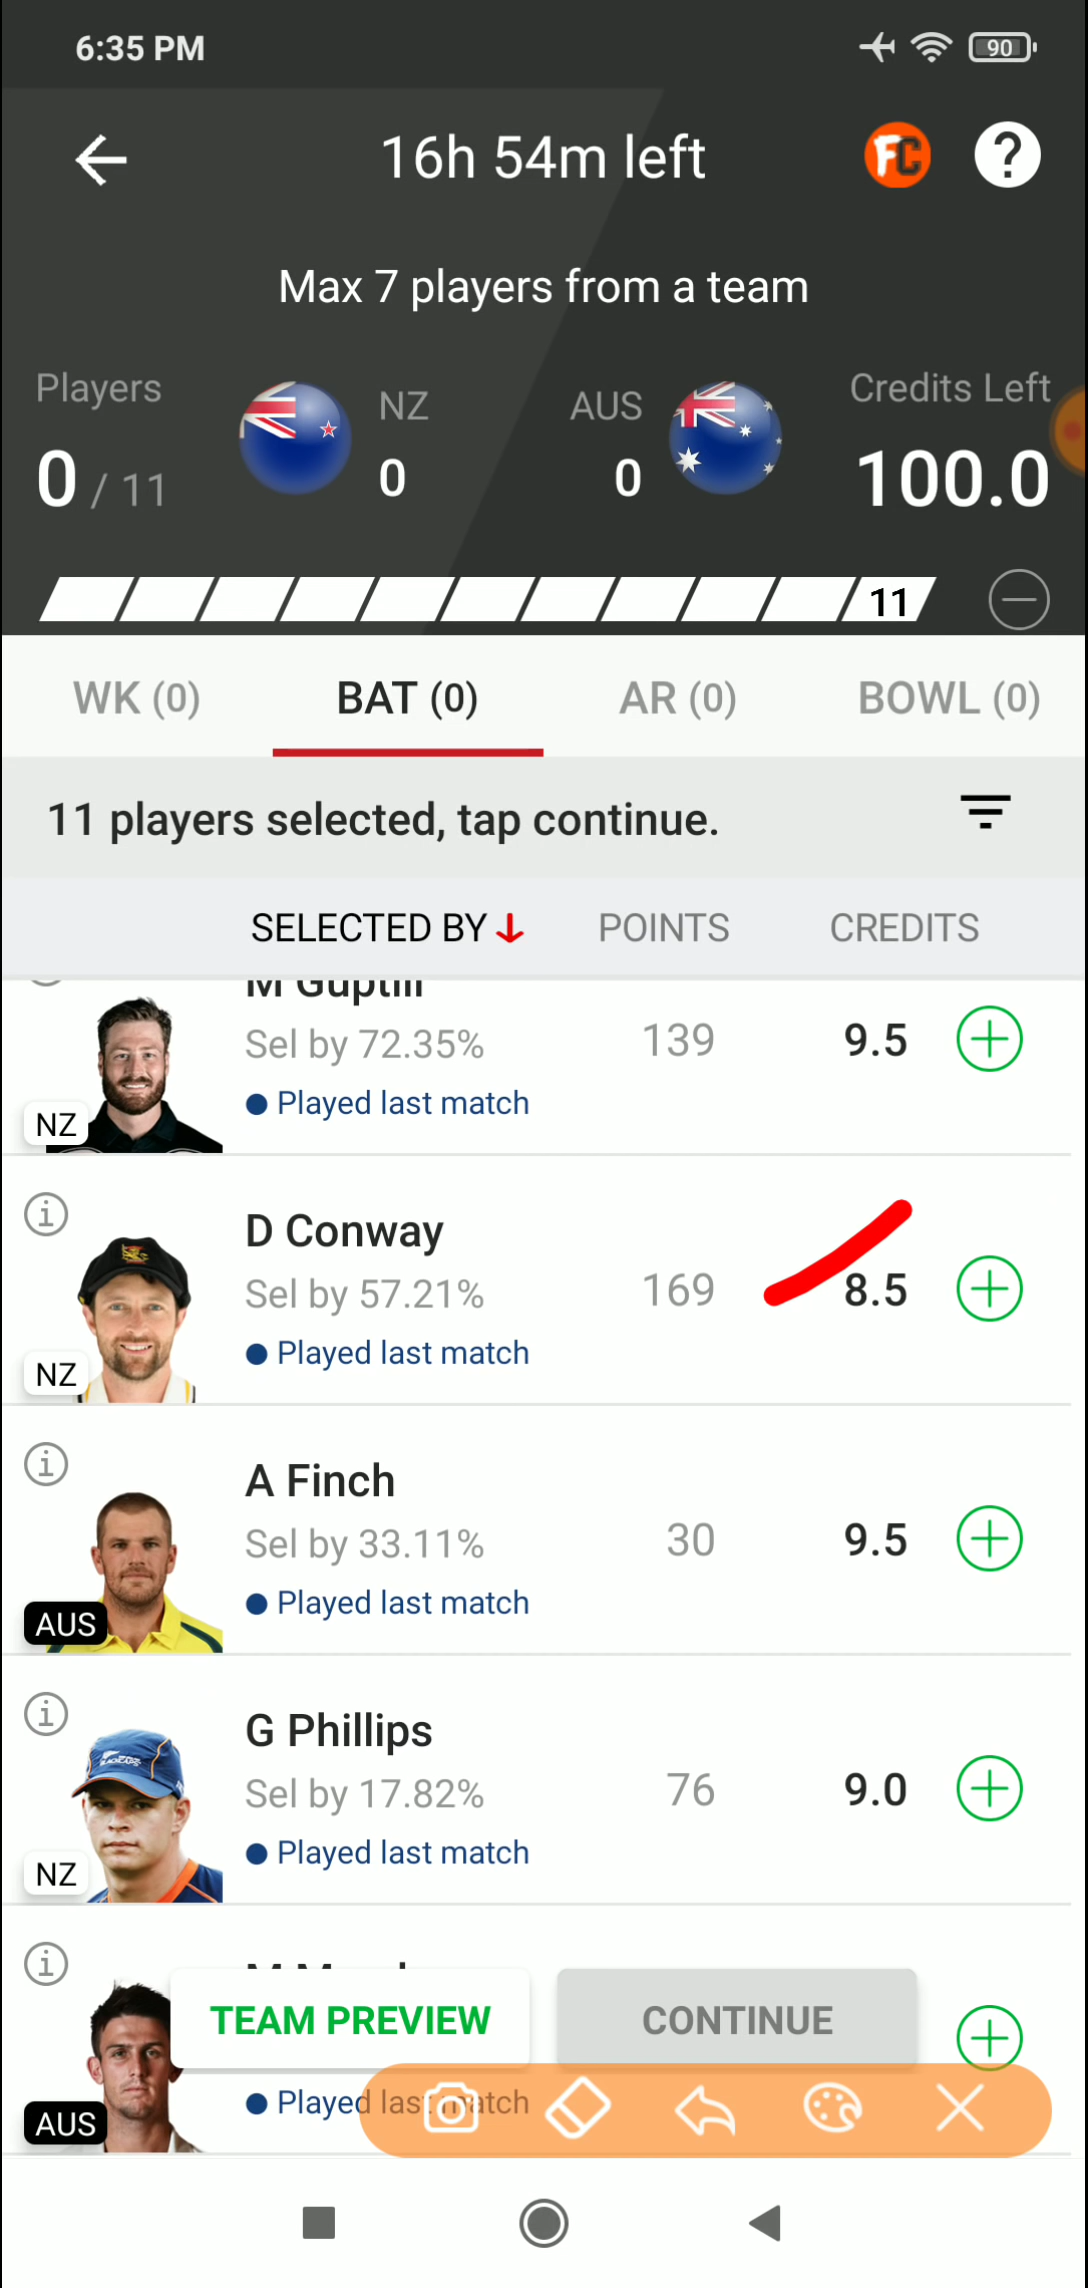 6:35 PM
90
16h 54m left
FC
?
Max 7 players from a team
Players
NZ
AUS
Credits Left
0 / 11
0
0
100.0
11
WK (0)
BAT (0)
AR (0)
BOWL (0)
11 players selected, tap continue.
SELECTED BY
POINTS
CREDITS
M Guptill
Sel by 72.35%
139
9.5
Played last match
NZ
D Conway
Sel by 57.21%
169
8.5
Played last match
NZ
A Finch
Sel by 33.11%
30
9.5
Played last match
AUS
G Phillips
Sel by 17.82%
76
9.0
Played last match
NZ
TEAM PREVIEW
CONTINUE
Played last match
AUS